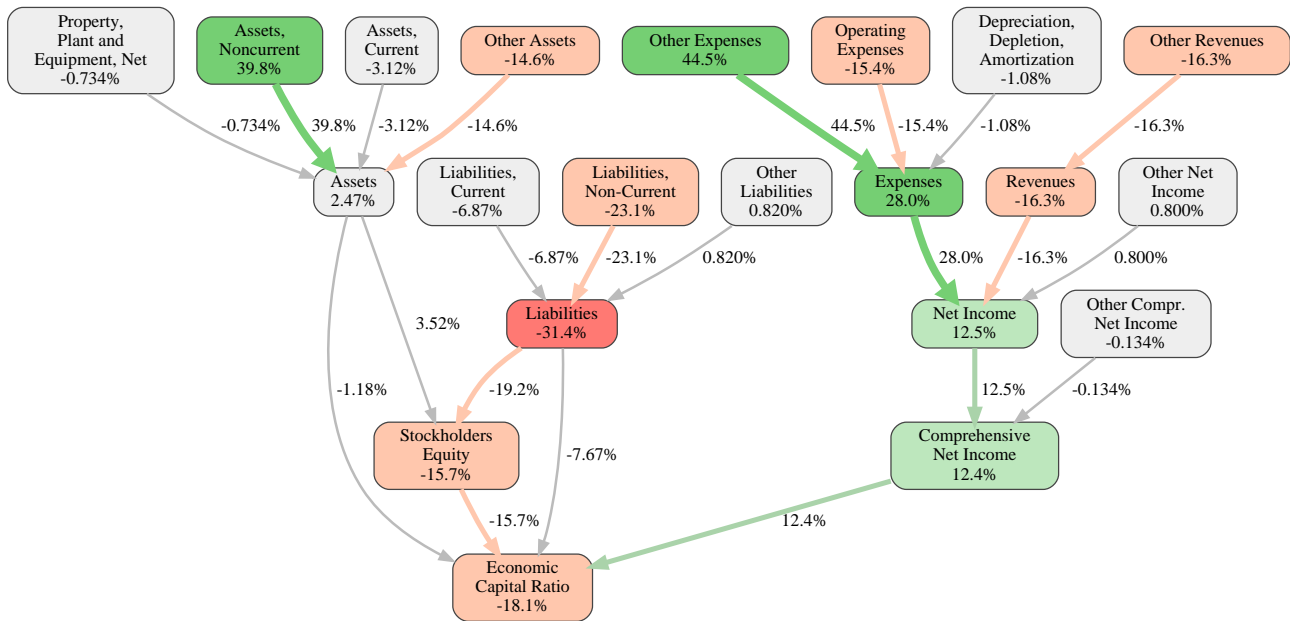 Property,
Plant and
Equipment, Net
-0.734%
Assets,
Noncurrent
39.8%
Assets,
Current
-3.12%
Other Assets
-14.6%
Other Expenses
44.5%
Operating
Expenses
-15.4%
Depreciation,
Depletion,
Amortization
-1.08%
Other Revenues
-16.3%
-0.734%
39.8%
-3.12%
-14.6%
44.5%
-15.4%
-1.08%
-16.3%
Assets
2.47%
Liabilities,
Current
-6.87%
Liabilities,
Non-Current
-23.1%
Other
Liabilities
0.820%
Expenses
28.0%
Revenues
-16.3%
Other Net
Income
0.800%
-6.87%
-23.1%
0.820%
28.0%
-16.3%
0.800%
3.52%
Liabilities
-31.4%
Net Income
12.5%
Other Compr.
Net Income
-0.134%
-1.18%
-19.2%
12.5%
-0.134%
Stockholders
Equity
-15.7%
-7.67%
Comprehensive
Net Income
12.4%
-15.7%
12.4%
Economic
Capital Ratio
-18.1%